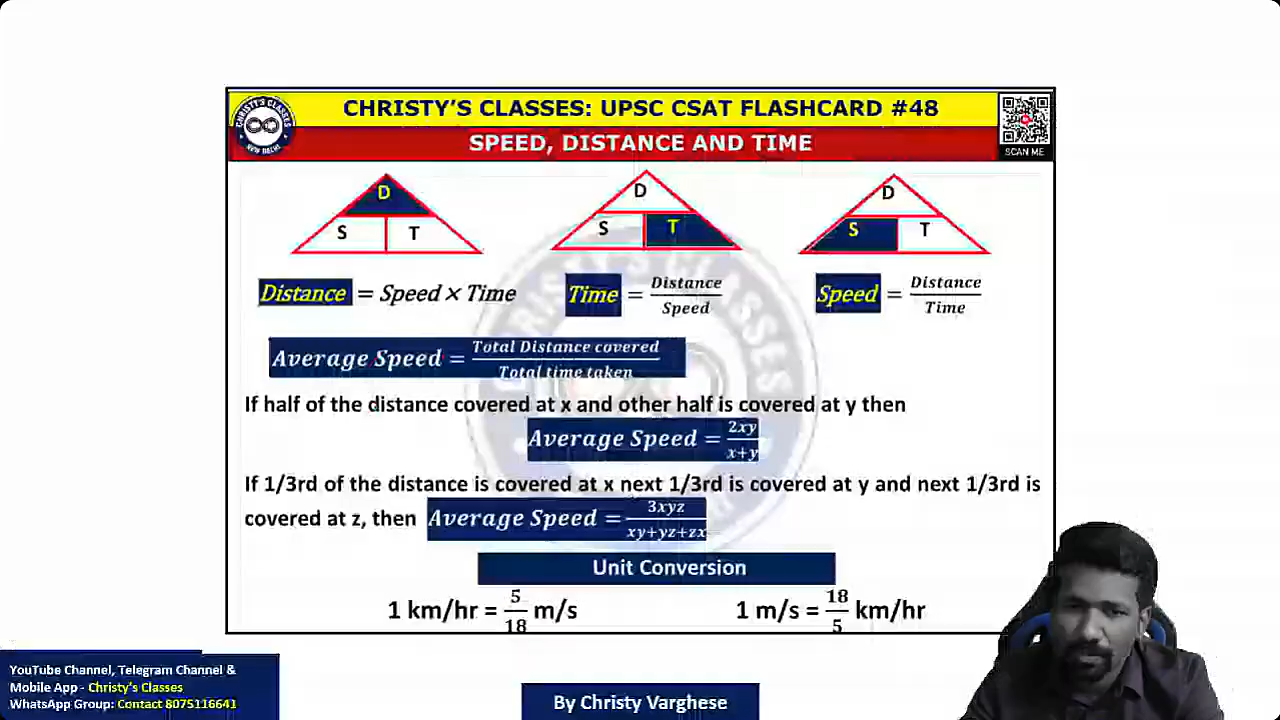 CHRISTY'S CLASSES
NEW DELHI
CHRISTY'S CLASSES: UPSC CSAT FLASHCARD #48
SPEED, DISTANCE AND TIME
SCAN ME
D
S T
D
S T
D
S T
Distance = Speed × Time
Time = Distance/Speed
Speed = Distance/Time
Average Speed = Total Distance covered/Total time taken
If half of the distance covered at x and other half is covered at y then
Average Speed = 2xy/x+y
If 1/3rd of the distance is covered at x next 1/3rd is covered at y and next 1/3rd is
covered at z, then Average Speed = 3xyz/xy+yz+zx
Unit Conversion
1 km/hr = 5/18 m/s
1 m/s = 18/5 km/hr
YouTube Channel, Telegram Channel &
Mobile App - Christy's Classes
WhatsApp Group: Contact 8075116641
By Christy Varghese